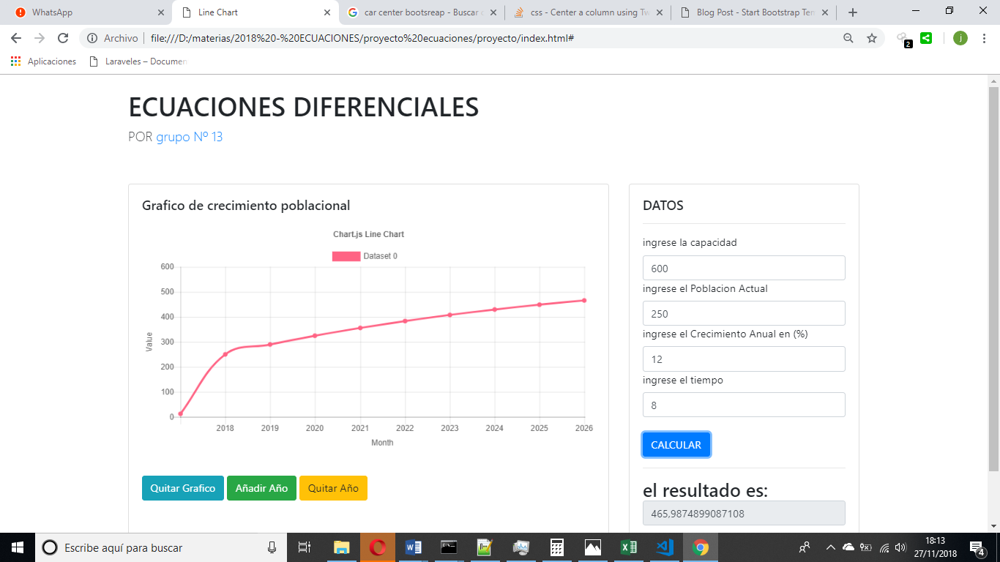 WhatsApp
Line Chart
car center bootsreap - Buscar c
css - Center a column using Tw
Blog Post - Start Bootstrap Tem
Archivo
file:///D:/materias/2018%20-%20ECUACIONES/proyecto%20ecuaciones/proyecto/index.html#
2
j
Aplicaciones
Laraveles – Documen
ECUACIONES DIFERENCIALES
POR grupo Nº 13
Grafico de crecimiento poblacional
Chart.js Line Chart
Dataset 0
600
500
400
300
200
100
0
Value
2018 2019 2020 2021 2022 2023 2024 2025 2026
Month
Quitar Grafico
Añadir Año
Quitar Año
DATOS
ingrese la capacidad
600
ingrese el Poblacion Actual
250
ingrese el Crecimiento Anual en (%)
12
ingrese el tiempo
8
CALCULAR
el resultado es:
465,9874899087108
Escribe aquí para buscar
18:13
27/11/2018
4